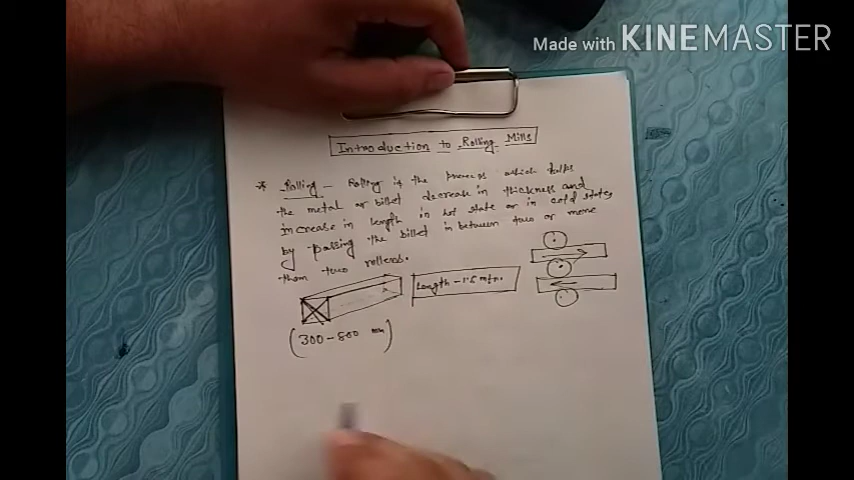 Made with KINEMASTER
Introduction to Rolling Mills
* Rolling - Rolling is the process which
the metal or billet decrease in thickness and
increase in length in hot state or in cold states
by passing the billet in between two or more
than two rollers.
Length - 1.5 mtr.
(300-800 mm)